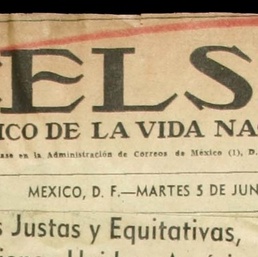 ELS
ICO DE LA VIDA NA
ase en la Administración de Correos de México (1), D.
MEXICO, D. F.—MARTES 5 DE JUN
s Justas y Equitativas,